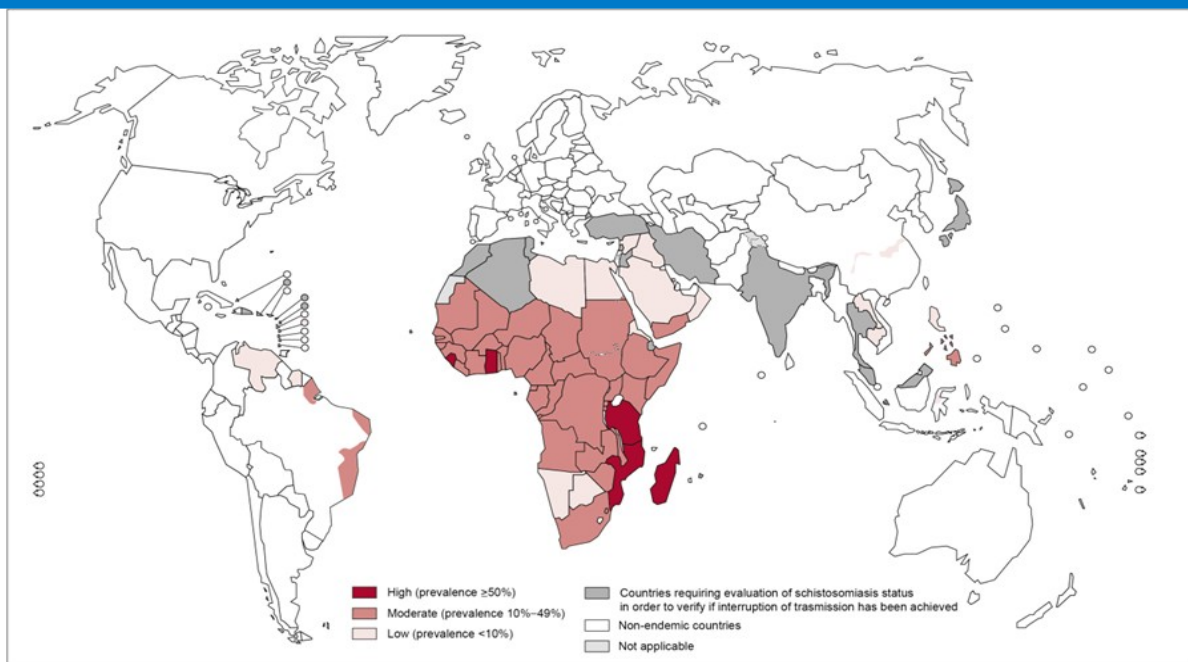 High (prevalence ≥50%)
Moderate (prevalence 10%–49%)
Low (prevalence <10%)
Countries requiring evaluation of schistosomiasis status
in order to verify if interruption of trasmission has been achieved
Non-endemic countries
Not applicable